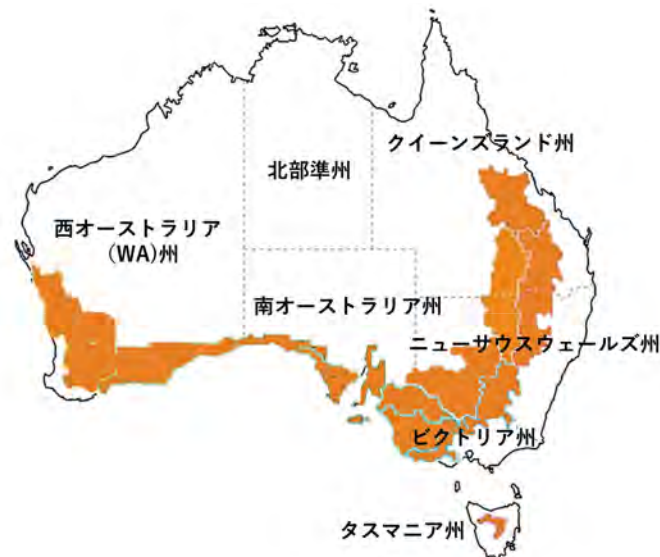 クイーンズランド州
北部準州
西オーストラリア
(WA)州
南オーストラリア州
ニューサウスウェールズ州
ビクトリア州
タスマニア州